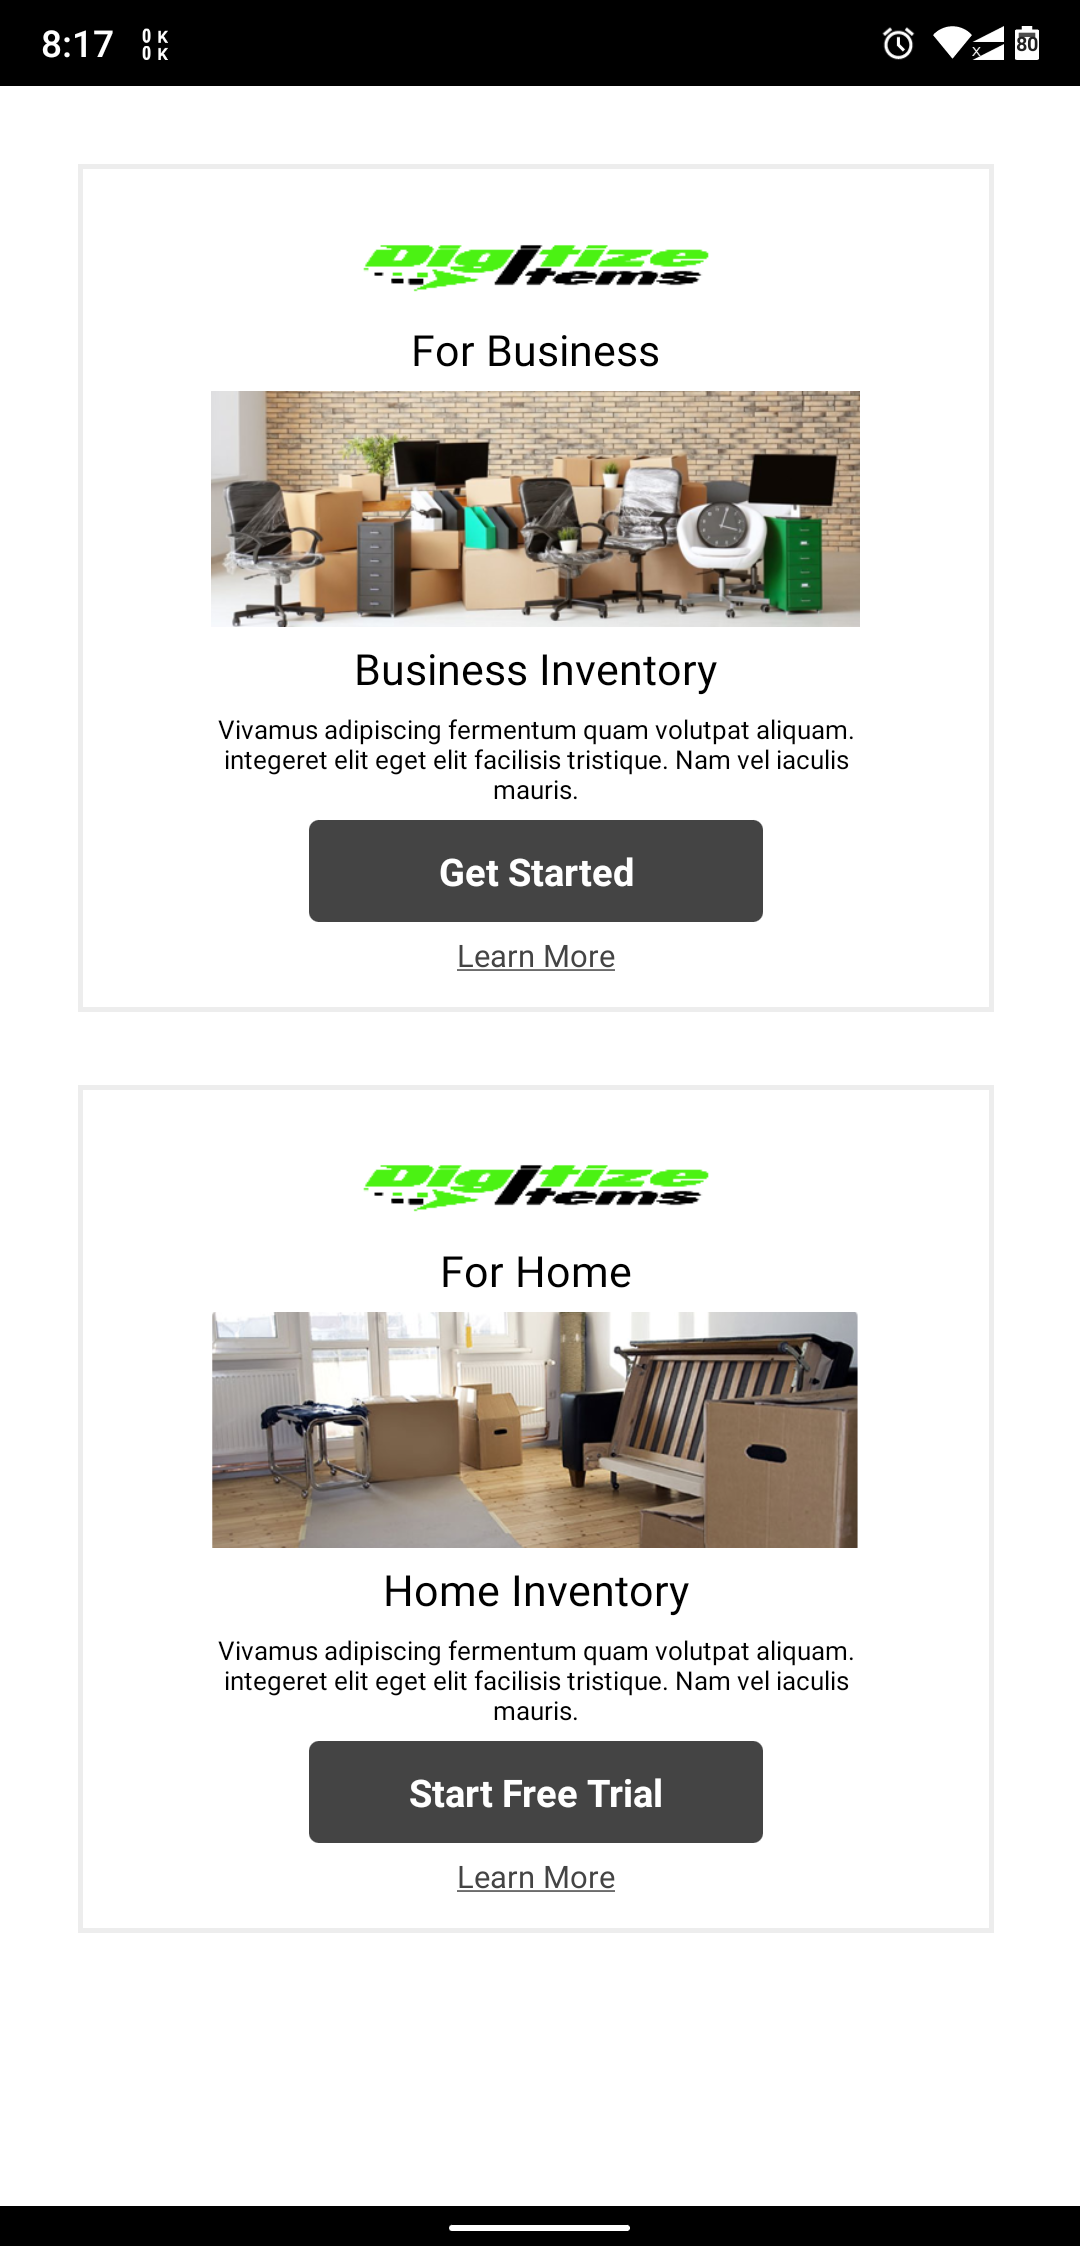 8:17
0 K
0 K
x
80
Digitize
Items
For Business
Business Inventory
Vivamus adipiscing fermentum quam volutpat aliquam.
integeret elit eget elit facilisis tristique. Nam vel iaculis
mauris.
Get Started
Learn More
Digitize
Items
For Home
Home Inventory
Vivamus adipiscing fermentum quam volutpat aliquam.
integeret elit eget elit facilisis tristique. Nam vel iaculis
mauris.
Start Free Trial
Learn More